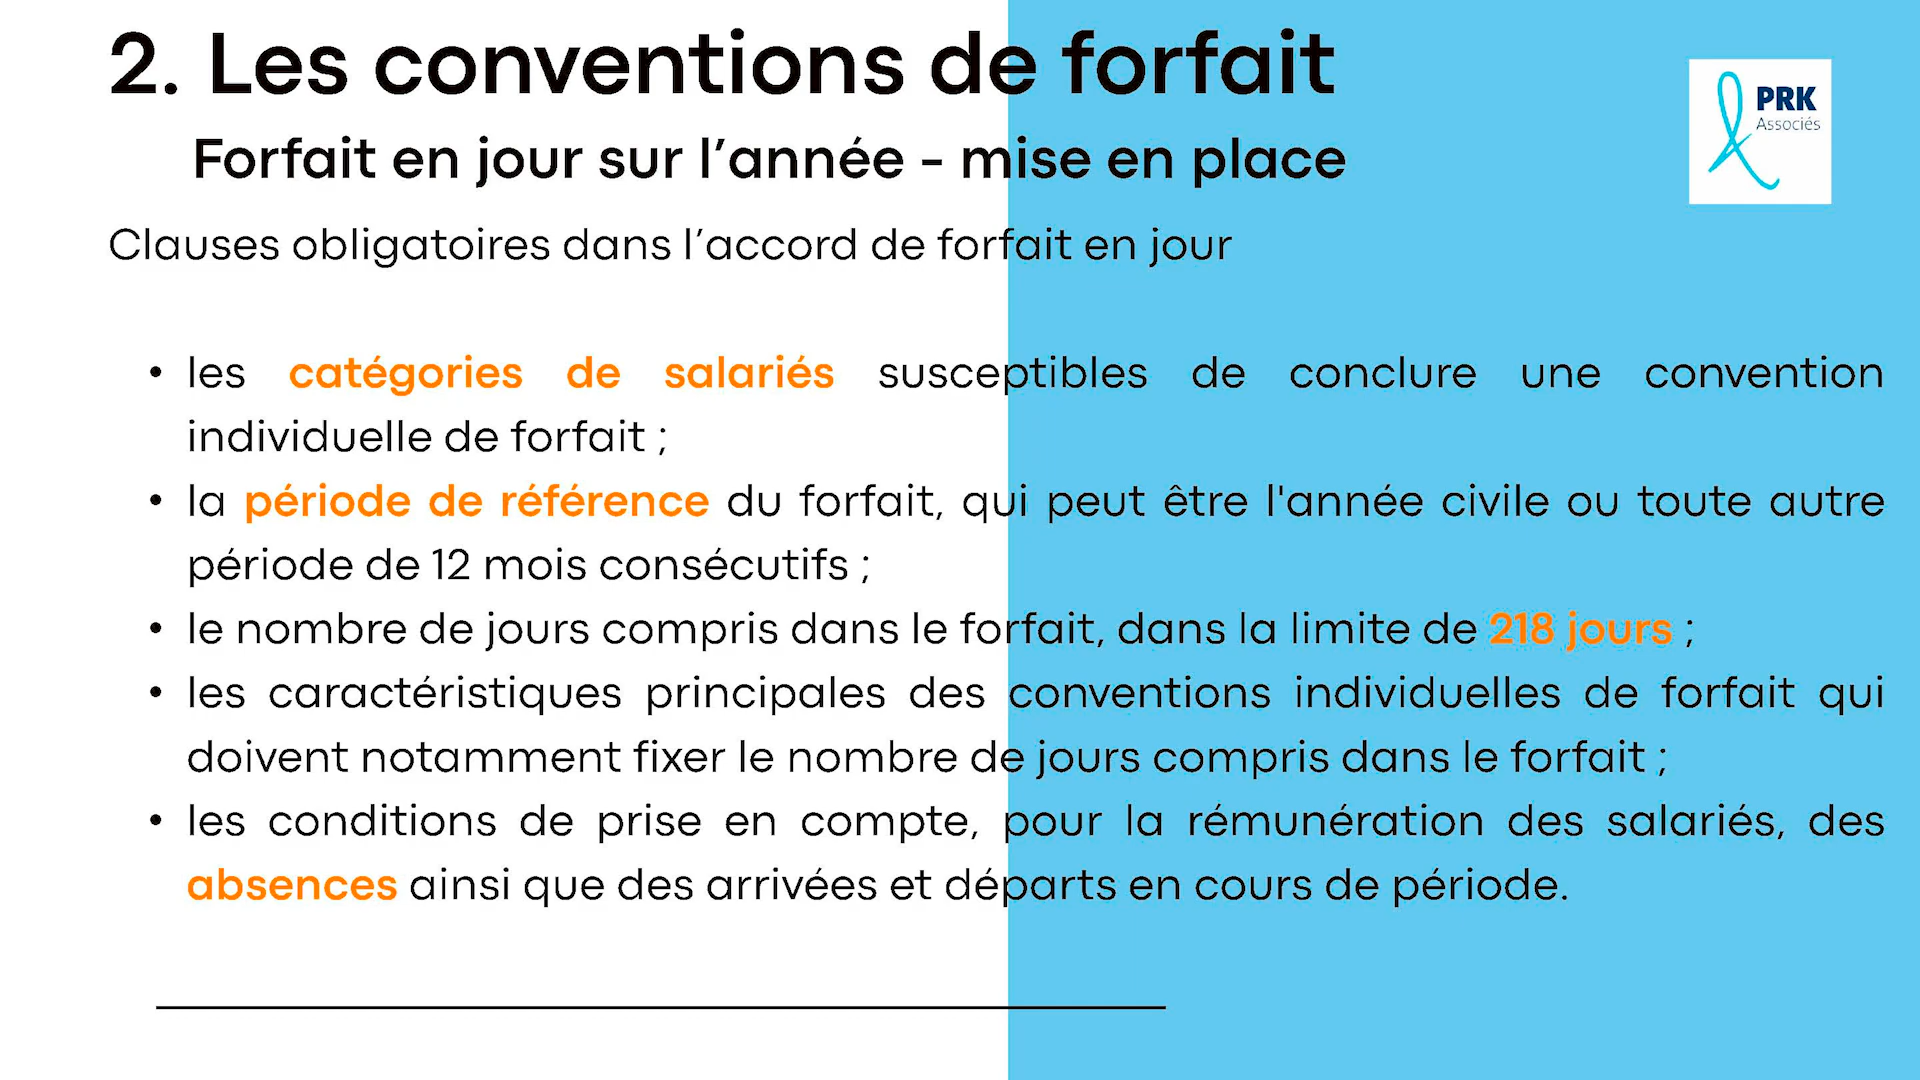 2. Les conventions de forfait
PRK
Associés
Forfait en jour sur l’année - mise en place
Clauses obligatoires dans l’accord de forfait en jour
• les catégories de salariés susceptibles de conclure une convention
individuelle de forfait ;
• la période de référence du forfait, qui peut être l'année civile ou toute autre
période de 12 mois consécutifs ;
• le nombre de jours compris dans le forfait, dans la limite de 218 jours ;
• les caractéristiques principales des conventions individuelles de forfait qui
doivent notamment fixer le nombre de jours compris dans le forfait ;
• les conditions de prise en compte, pour la rémunération des salariés, des
absences ainsi que des arrivées et départs en cours de période.